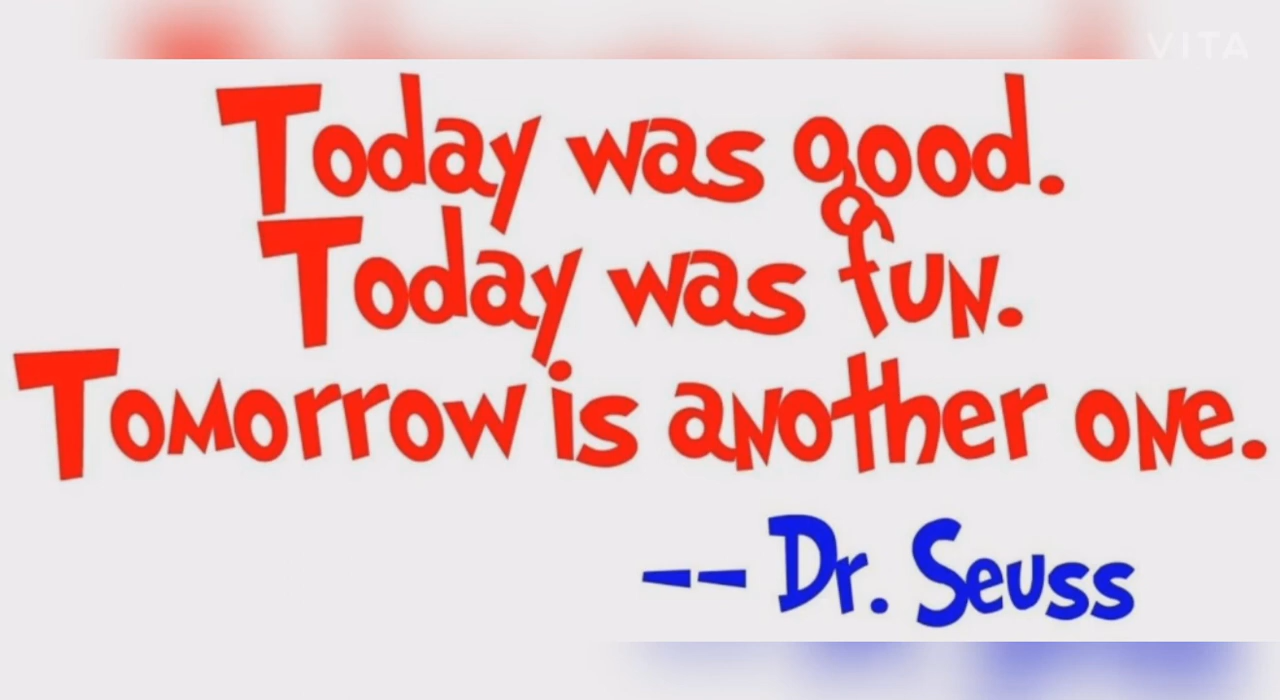 VITA
Today was good.
Today was fun.
Tomorrow is another one.
-- Dr. Seuss